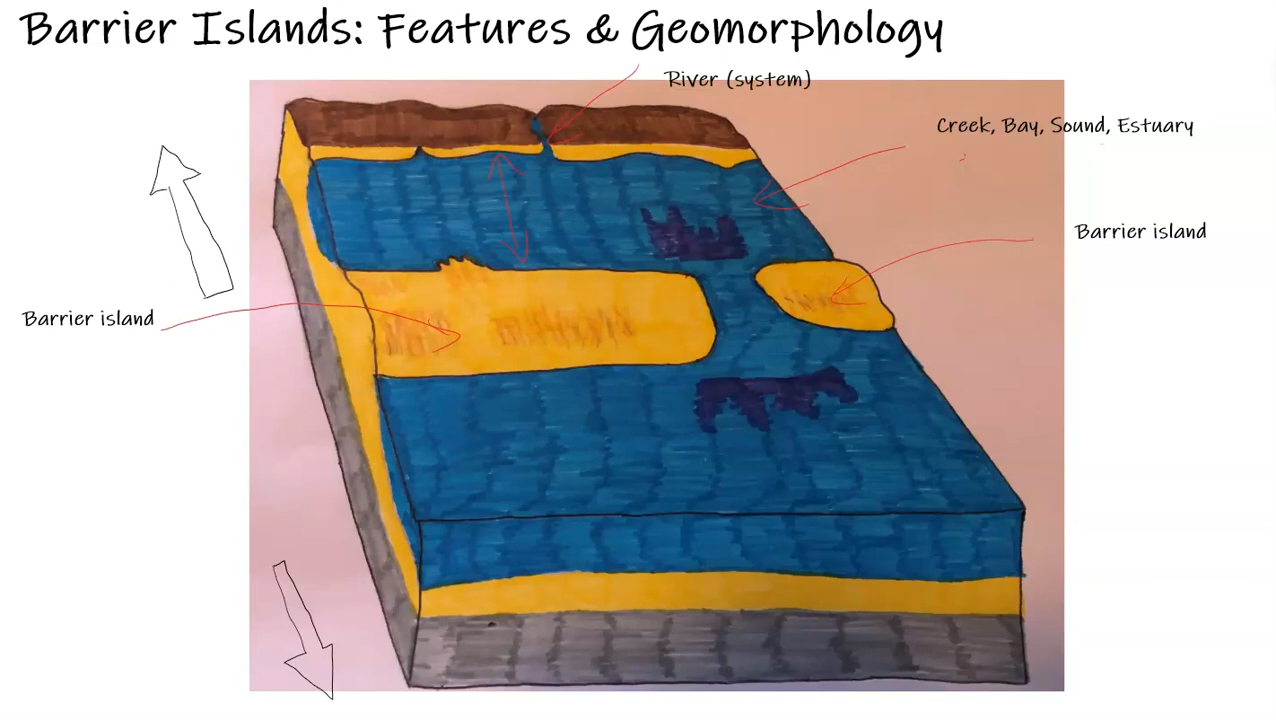 Barrier Islands: Features & Geomorphology
River (system)
Creek, Bay, Sound, Estuary
Barrier island
Barrier island